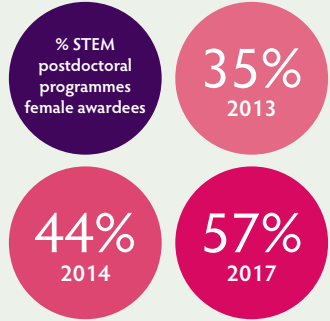 % STEM
postdoctoral
programmes
female awardees
35%
2013
44%
2014
57%
2017